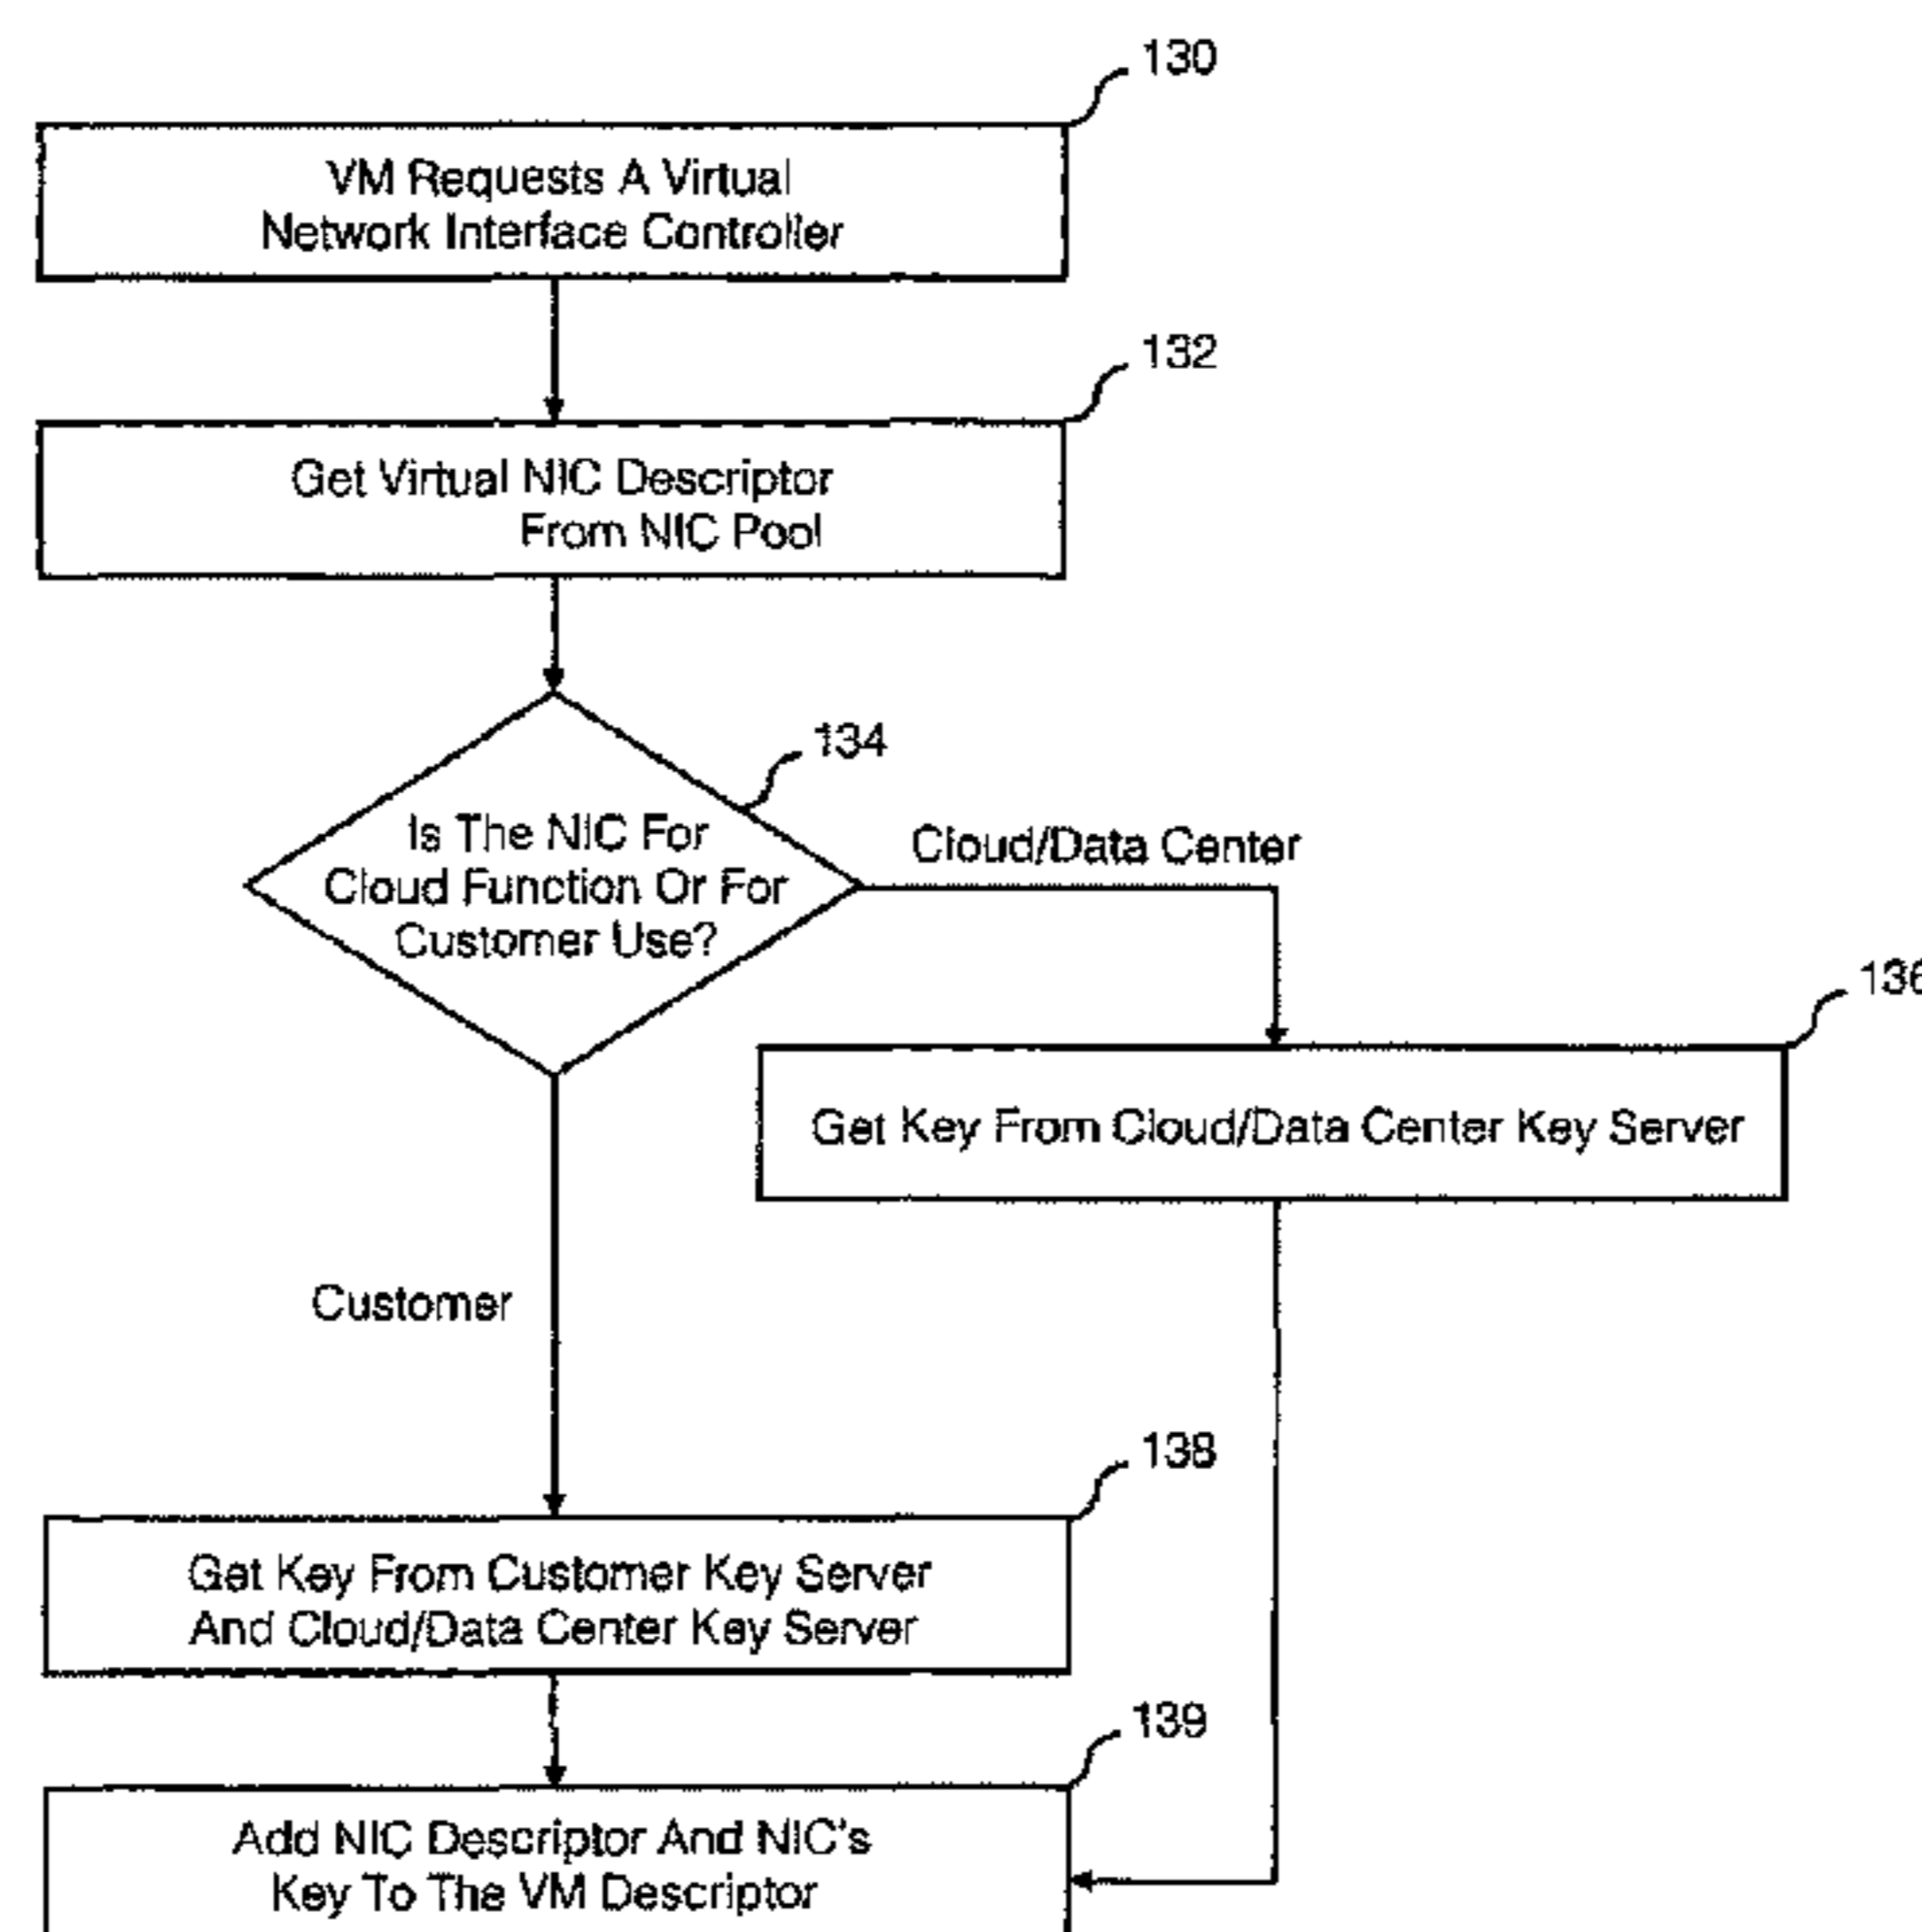 130
VM Requests A Virtual
Network Interface Controller
132
Get Virtual NIC Descriptor
From NIC Pool
134
Is The NIC For
Cloud Function Or For
Customer Use?
Cloud/Data Center
136
Get Key From Cloud/Data Center Key Server
Customer
138
Get Key From Customer Key Server
And Cloud/Data Center Key Server
139
Add NIC Descriptor And NIC's
Key To The VM Descriptor